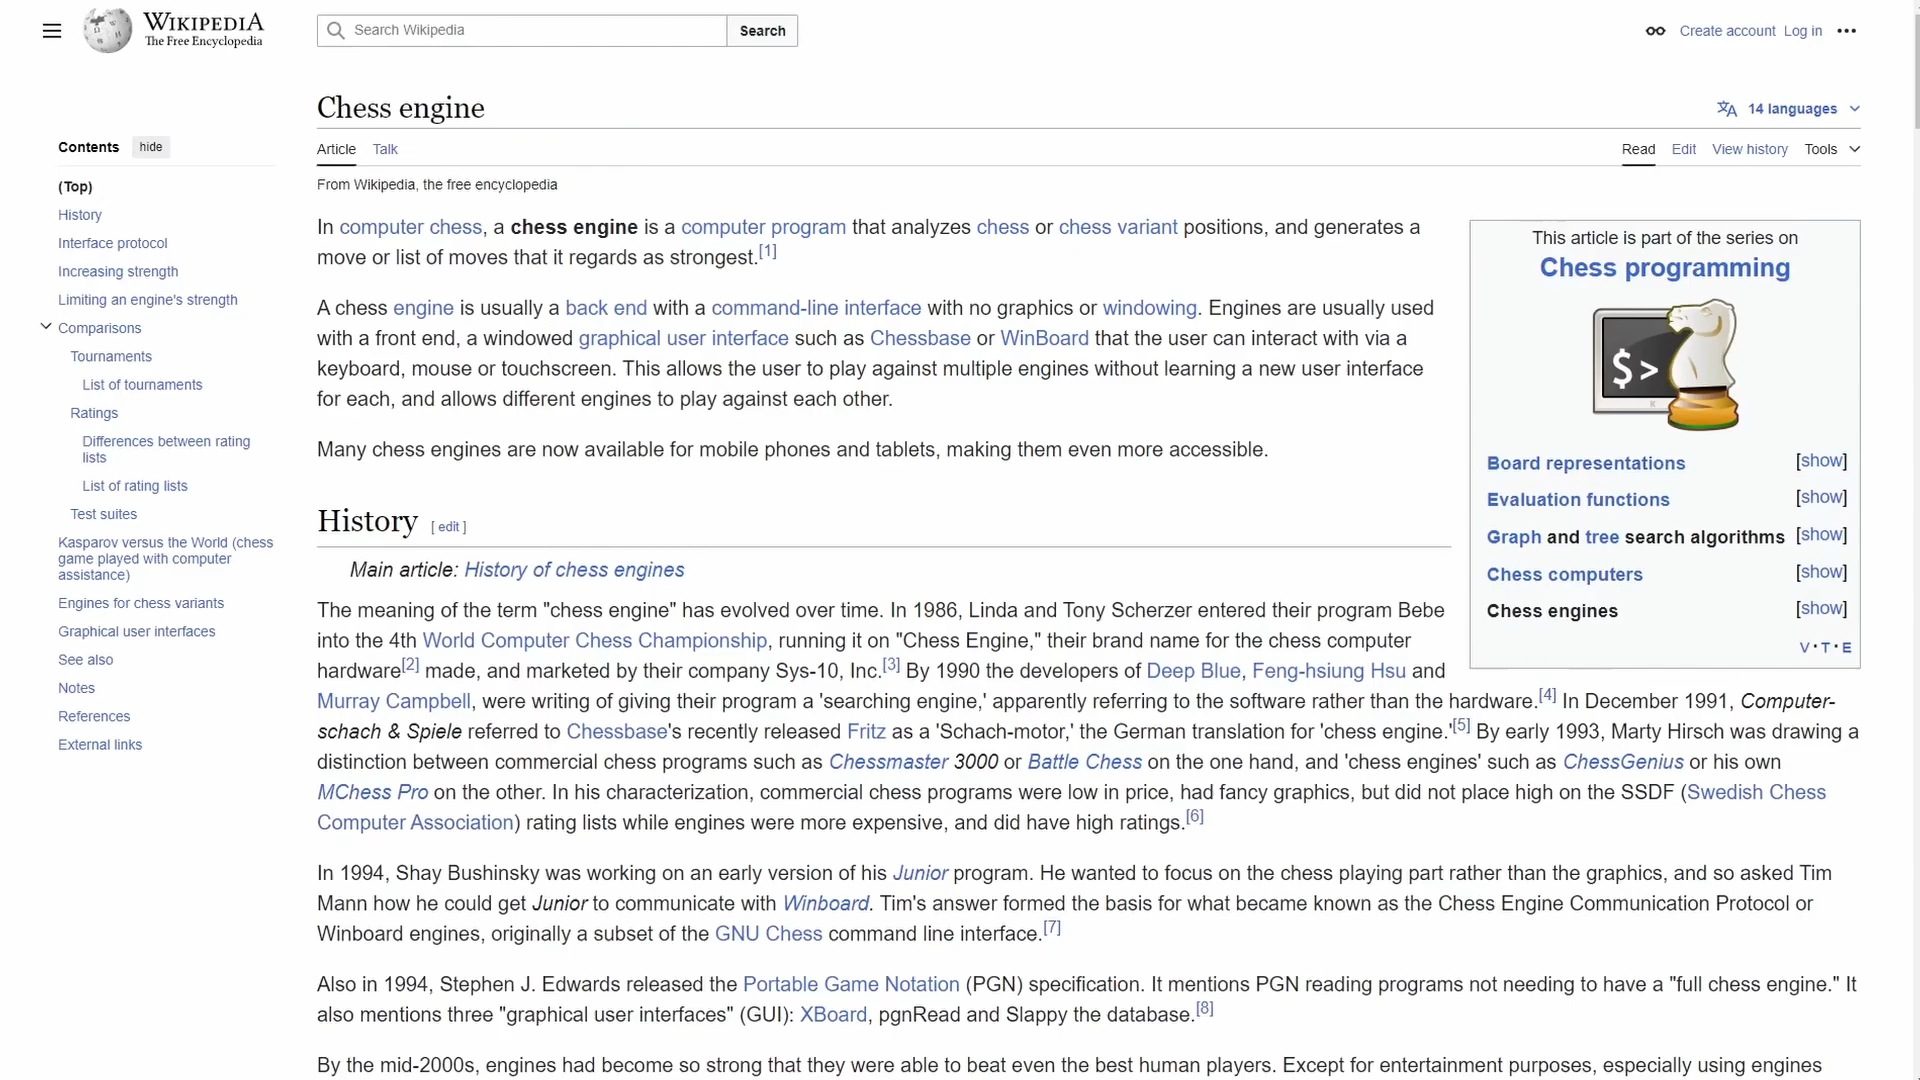 WIKIPEDIA
The Free Encyclopedia
Search Wikipedia
Search
Create account
Log in
Chess engine
14 languages
Article
Talk
Read
Edit
View history
Tools
From Wikipedia, the free encyclopedia
Contents
hide
(Top)
History
Interface protocol
Increasing strength
Limiting an engine's strength
Comparisons
Tournaments
List of tournaments
Ratings
Differences between rating
lists
List of rating lists
Test suites
Kasparov versus the World (chess
game played with computer
assistance)
Engines for chess variants
Graphical user interfaces
See also
Notes
References
External links
In computer chess, a chess engine is a computer program that analyzes chess or chess variant positions, and generates a
move or list of moves that it regards as strongest.[1]
A chess engine is usually a back end with a command-line interface with no graphics or windowing. Engines are usually used
with a front end, a windowed graphical user interface such as Chessbase or WinBoard that the user can interact with via a
keyboard, mouse or touchscreen. This allows the user to play against multiple engines without learning a new user interface
for each, and allows different engines to play against each other.
Many chess engines are now available for mobile phones and tablets, making them even more accessible.
This article is part of the series on
Chess programming
$ >
Board representations [show]
Evaluation functions [show]
Graph and tree search algorithms [show]
Chess computers [show]
Chess engines [show]
V · T · E
History [ edit ]
Main article: History of chess engines
The meaning of the term "chess engine" has evolved over time. In 1986, Linda and Tony Scherzer entered their program Bebe
into the 4th World Computer Chess Championship, running it on "Chess Engine," their brand name for the chess computer
hardware[2] made, and marketed by their company Sys-10, Inc.[3] By 1990 the developers of Deep Blue, Feng-hsiung Hsu and
Murray Campbell, were writing of giving their program a 'searching engine,' apparently referring to the software rather than the hardware.[4] In December 1991, Computer-
schach & Spiele referred to Chessbase's recently released Fritz as a 'Schach-motor,' the German translation for 'chess engine.'[5] By early 1993, Marty Hirsch was drawing a
distinction between commercial chess programs such as Chessmaster 3000 or Battle Chess on the one hand, and 'chess engines' such as ChessGenius or his own
MChess Pro on the other. In his characterization, commercial chess programs were low in price, had fancy graphics, but did not place high on the SSDF (Swedish Chess
Computer Association) rating lists while engines were more expensive, and did have high ratings.[6]
In 1994, Shay Bushinsky was working on an early version of his Junior program. He wanted to focus on the chess playing part rather than the graphics, and so asked Tim
Mann how he could get Junior to communicate with Winboard. Tim's answer formed the basis for what became known as the Chess Engine Communication Protocol or
Winboard engines, originally a subset of the GNU Chess command line interface.[7]
Also in 1994, Stephen J. Edwards released the Portable Game Notation (PGN) specification. It mentions PGN reading programs not needing to have a "full chess engine." It
also mentions three "graphical user interfaces" (GUI): XBoard, pgnRead and Slappy the database.[8]
By the mid-2000s, engines had become so strong that they were able to beat even the best human players. Except for entertainment purposes, especially using engines